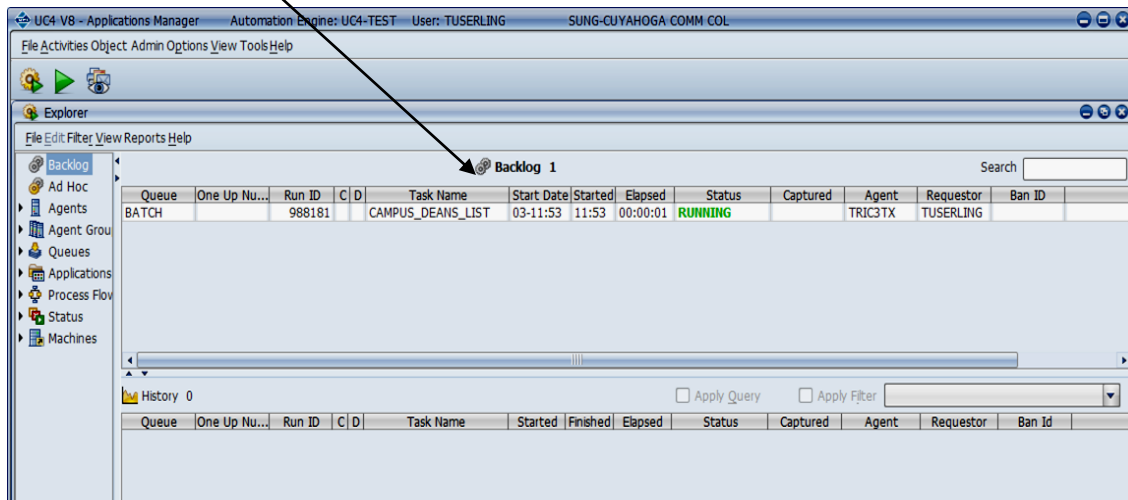 UC4 V8 - Applications Manager Automation Engine: UC4-TEST User: TUSERLING SUNG-CUYAHOGA COMM COL
File Activities Object Admin Options View Tools Help
Explorer
File Edit Filter View Reports Help
Backlog
Ad Hoc
Agents
Agent Grou
Queues
Applications
Process Flov
Status
Machines
Backlog 1 Search
Queue One Up Nu... Run ID C D Task Name Start Date Started Elapsed Status Captured Agent Requestor Ban ID
BATCH 988181 CAMPUS_DEANS_LIST 03-11:53 11:53 00:00:01 RUNNING TRIC3TX TUSERLING
History 0 Apply Query Apply Filter
Queue One Up Nu... Run ID C D Task Name Started Finished Elapsed Status Captured Agent Requestor Ban Id